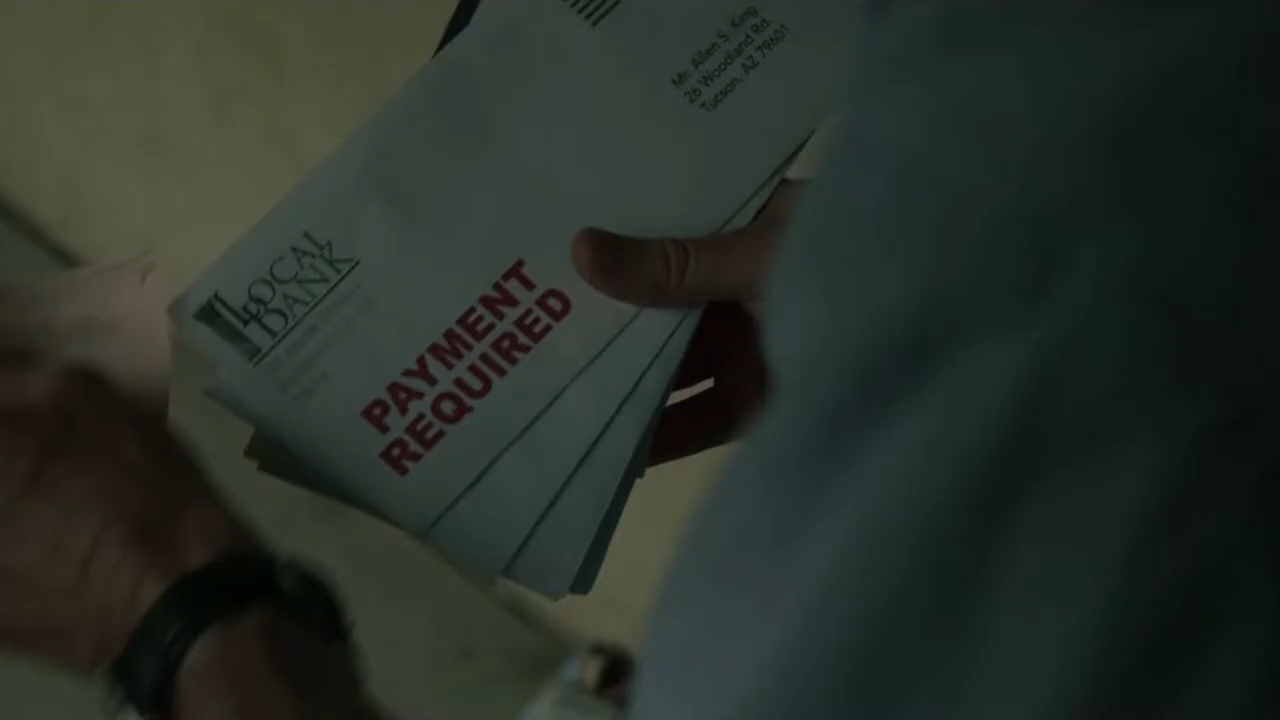 Mr. Allen S. King
26 Woodland Rd.
Tucson, AZ 79601
LOCAL
BANK
PAYMENT
REQUIRED